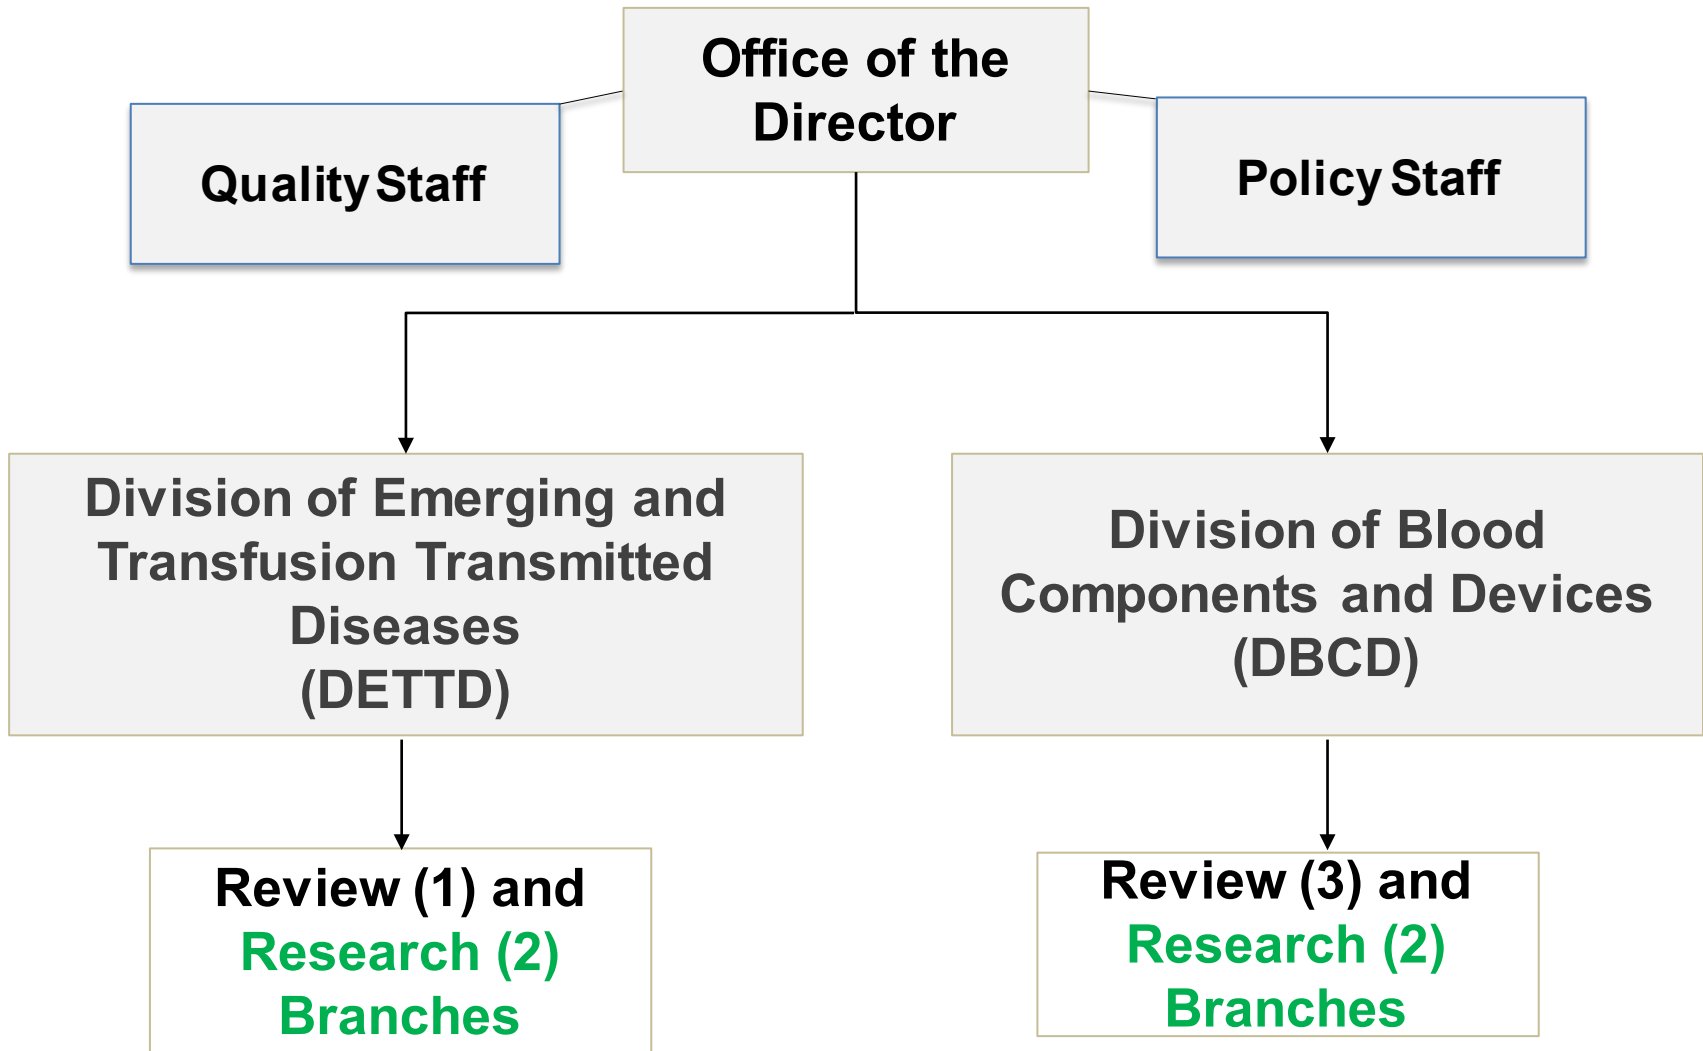 Office of the
Director
Quality Staff
Policy Staff
Division of Emerging and
Transfusion Transmitted
Diseases
(DETTD)
Division of Blood
Components and Devices
(DBCD)
Review (1) and
Research (2)
Branches
Review (3) and
Research (2)
Branches